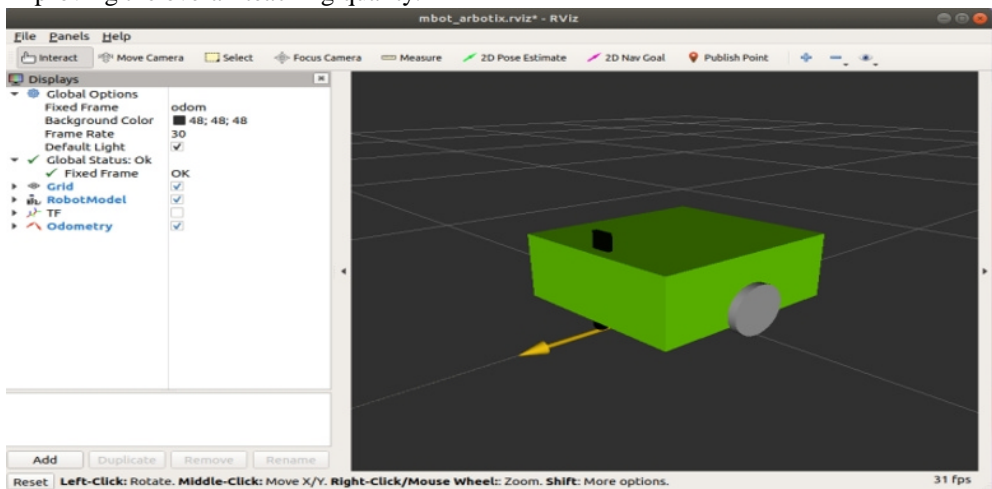 mbot_arbotix.rviz* - RViz
File Panels Help
Interact Move Camera Select Focus Camera Measure 2D Pose Estimate 2D Nav Goal Publish Point
Displays
Global Options
Fixed Frame odom
Background Color 48; 48; 48
Frame Rate 30
Default Light
Global Status: Ok
Fixed Frame OK
Grid
RobotModel
TF
Odometry
Add Duplicate Remove Rename
Reset Left-Click: Rotate. Middle-Click: Move X/Y. Right-Click/Mouse Wheel:: Zoom. Shift: More options. 31 fps